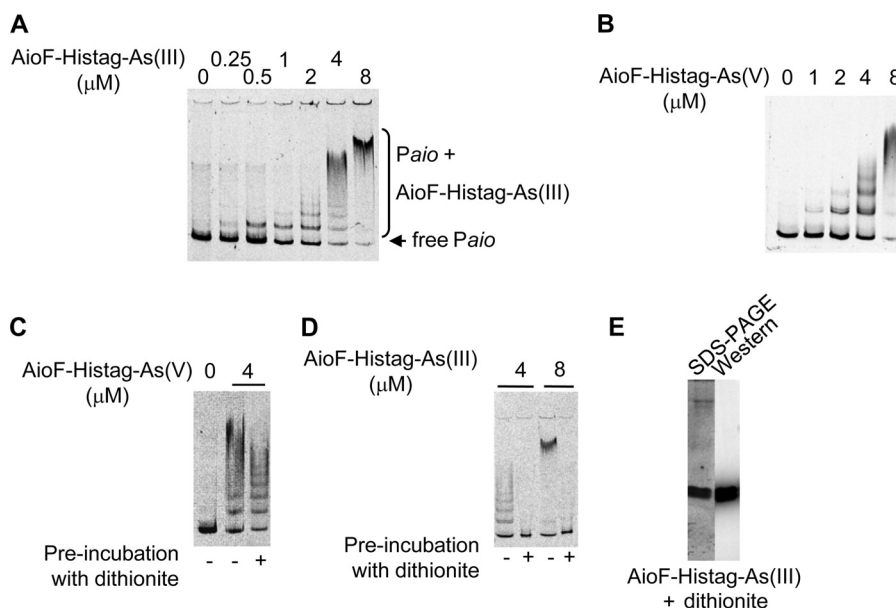 A
AioF-Histag-As(III)
(μM)
0 0.25 0.5 1 2 4 8
Paio +
AioF-Histag-As(III)
free Paio
B
AioF-Histag-As(V)
(μM)
0 1 2 4 8
C
AioF-Histag-As(V)
(μM)
0 4
Pre-incubation
with dithionite
- - +
D
AioF-Histag-As(III)
(μM)
4 8
Pre-incubation
with dithionite
- + - +
E
SDS-PAGE
Western
AioF-Histag-As(III)
+ dithionite